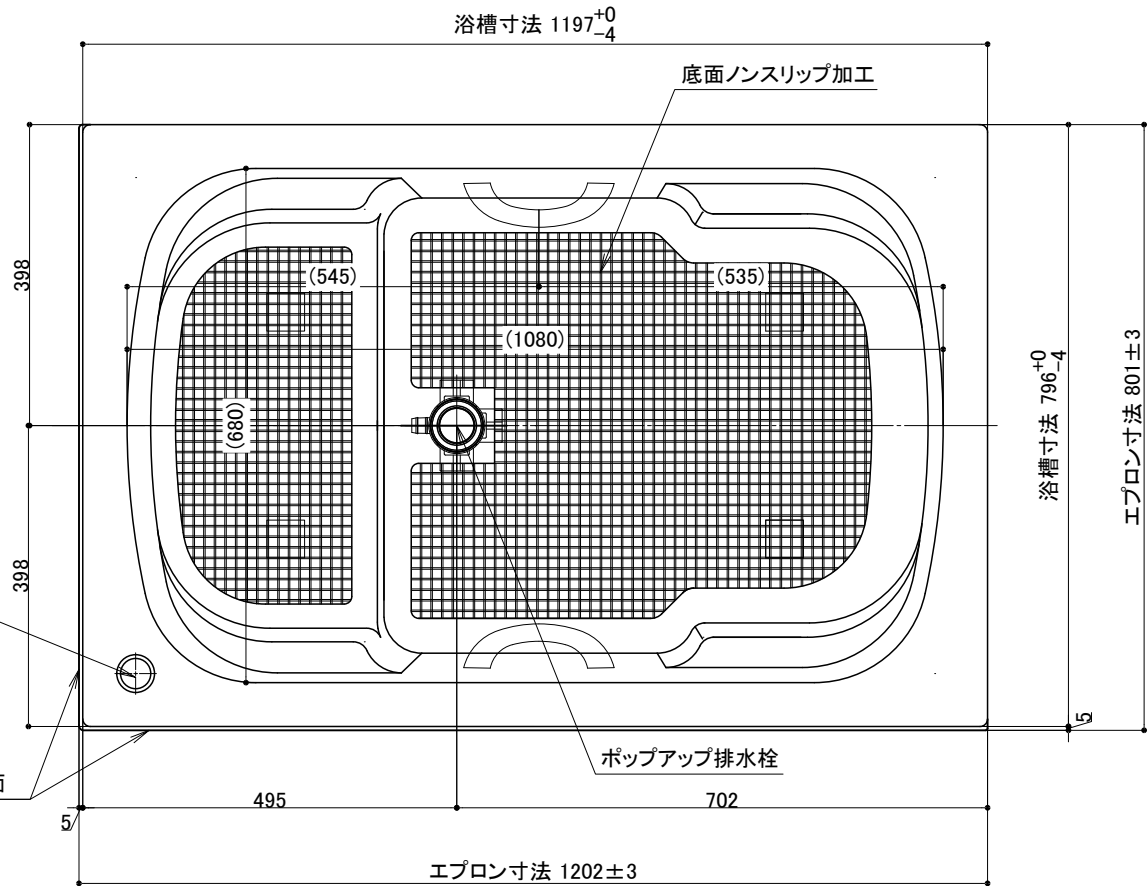 浴槽寸法 1197 +0 -4
底面ノンスリップ加工
398
(545)
(535)
(1080)
(680)
浴槽寸法 796 +0 -4
エプロン寸法 801±3
398
5
ポップアップ排水栓
面
495
702
5
エプロン寸法 1202±3